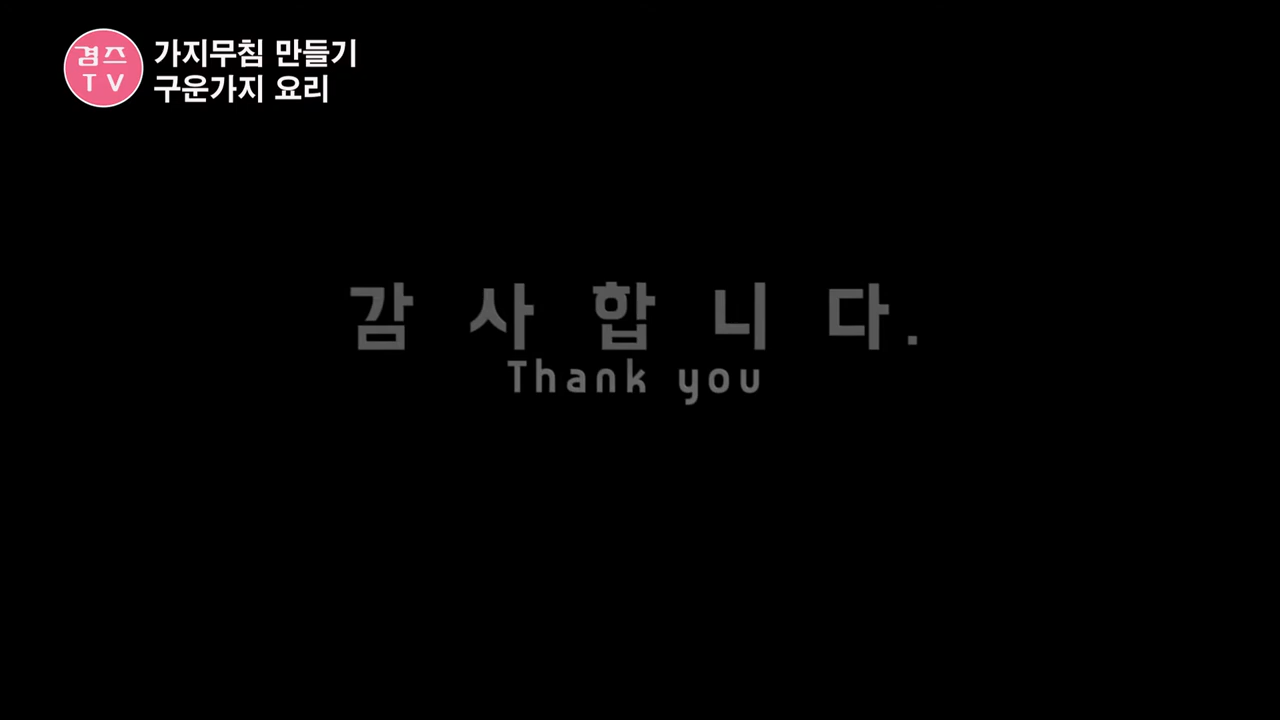 겸즈
TV
가지무침 만들기
구운가지 요리
감사합니다.
Thank you